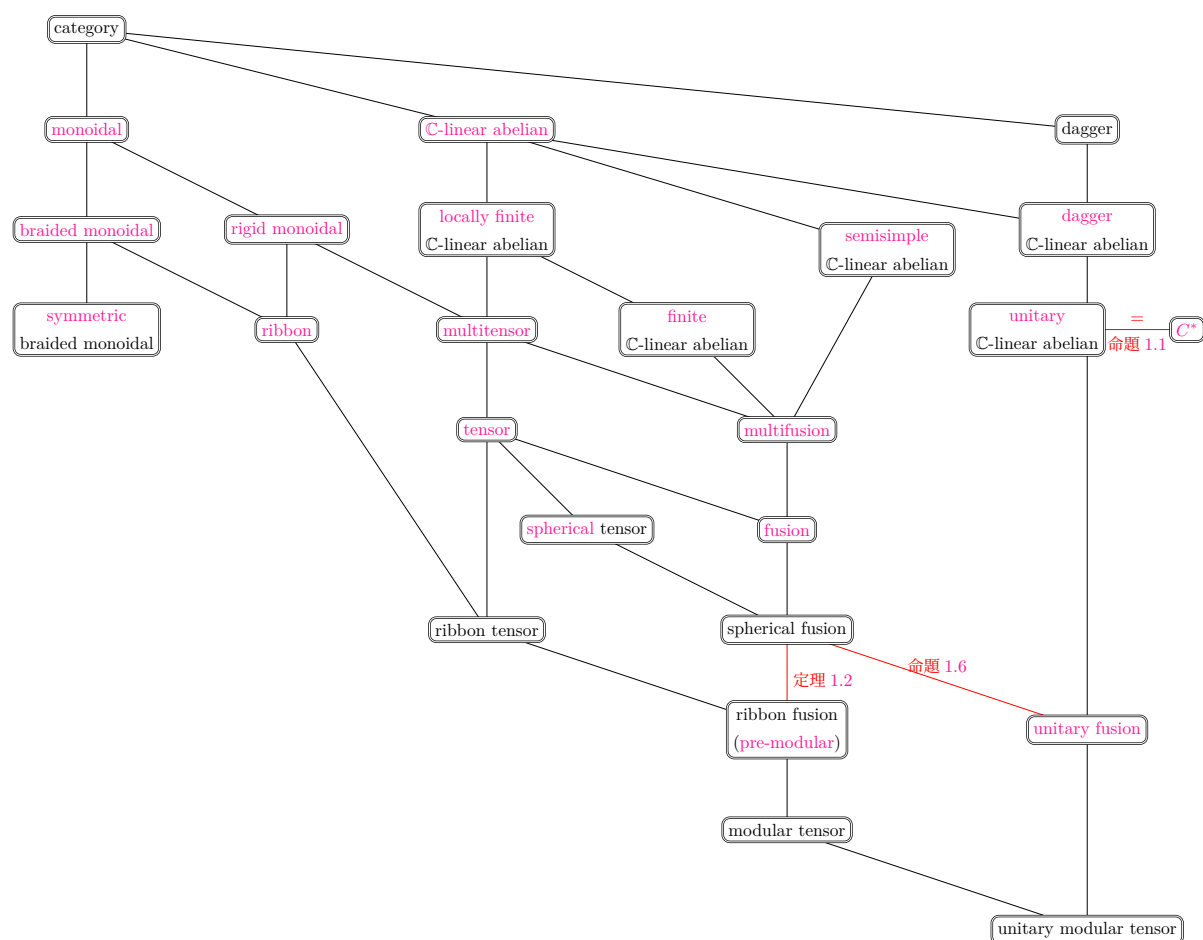 category
monoidal
ℂ-linear abelian
dagger
braided monoidal
rigid monoidal
locally finite
ℂ-linear abelian
semisimple
ℂ-linear abelian
dagger
ℂ-linear abelian
symmetric
braided monoidal
ribbon
multitensor
finite
ℂ-linear abelian
unitary
ℂ-linear abelian
=
命題 1.1
C*
tensor
multifusion
spherical tensor
fusion
ribbon tensor
spherical fusion
命題 1.6
定理 1.2
ribbon fusion
(pre-modular)
unitary fusion
modular tensor
unitary modular tensor